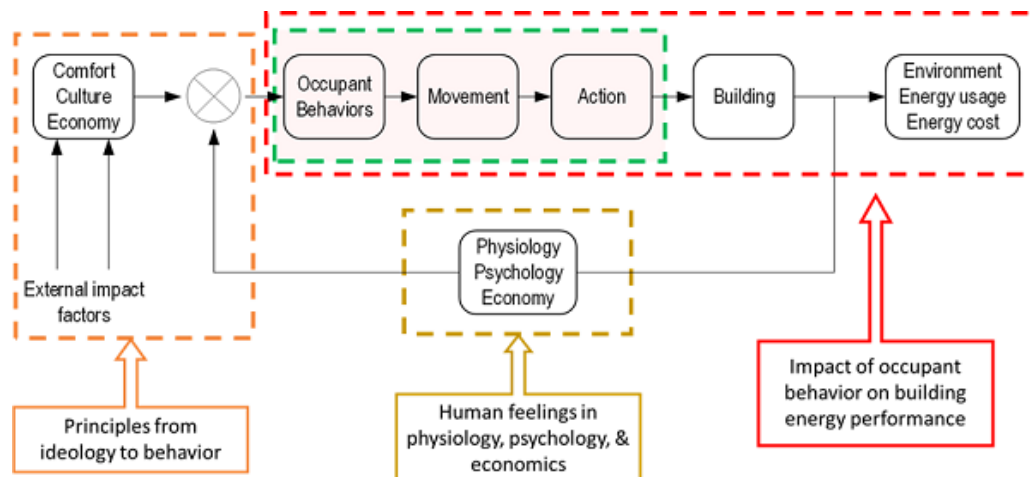 Comfort
Culture
Economy
Occupant
Behaviors
Movement
Action
Building
Environment
Energy usage
Energy cost
Physiology
Psychology
Economy
External impact
factors
Principles from
ideology to behavior
Human feelings in
physiology, psychology, &
economics
Impact of occupant
behavior on building
energy performance